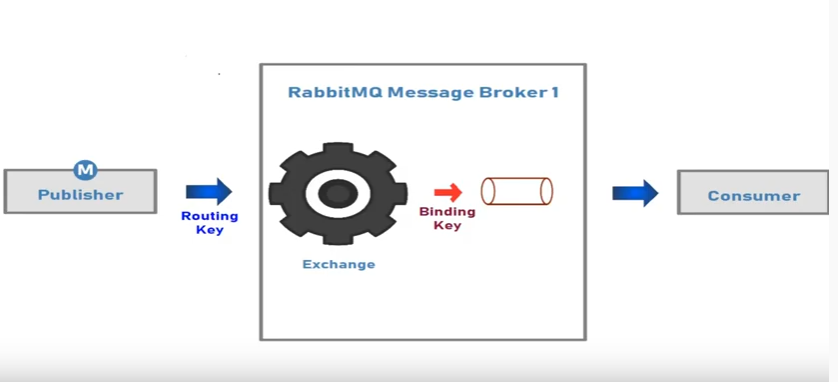 RabbitMQ Message Broker 1
M
Publisher
Routing
Key
Exchange
Binding
Key
Consumer